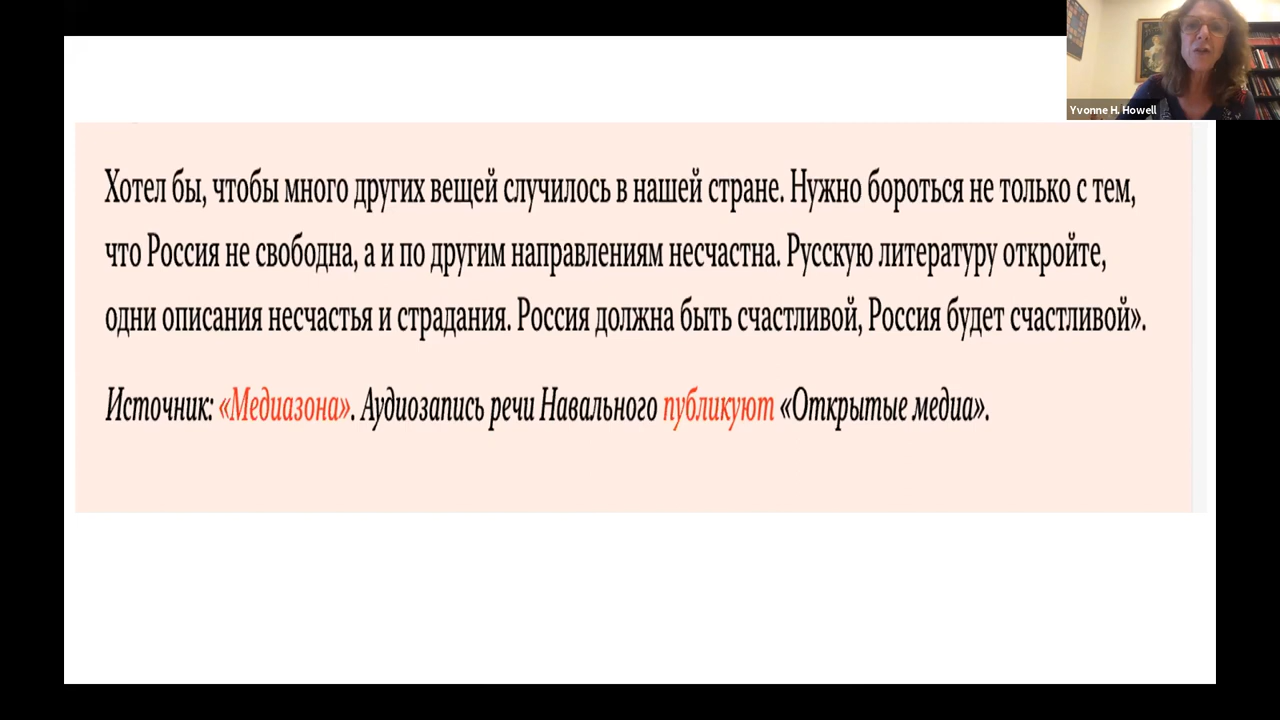 Yvonne H. Howell
Хотел бы, чтобы много других вещей случилось в нашей стране. Нужно бороться не только с тем,
что Россия не свободна, а и по другим направлениям несчастна. Русскую литературу откройте,
одни описания несчастья и страдания. Россия должна быть счастливой, Россия будет счастливой».
Источник: «Медиазона». Аудиозапись речи Навального публикуют «Открытые медиа».